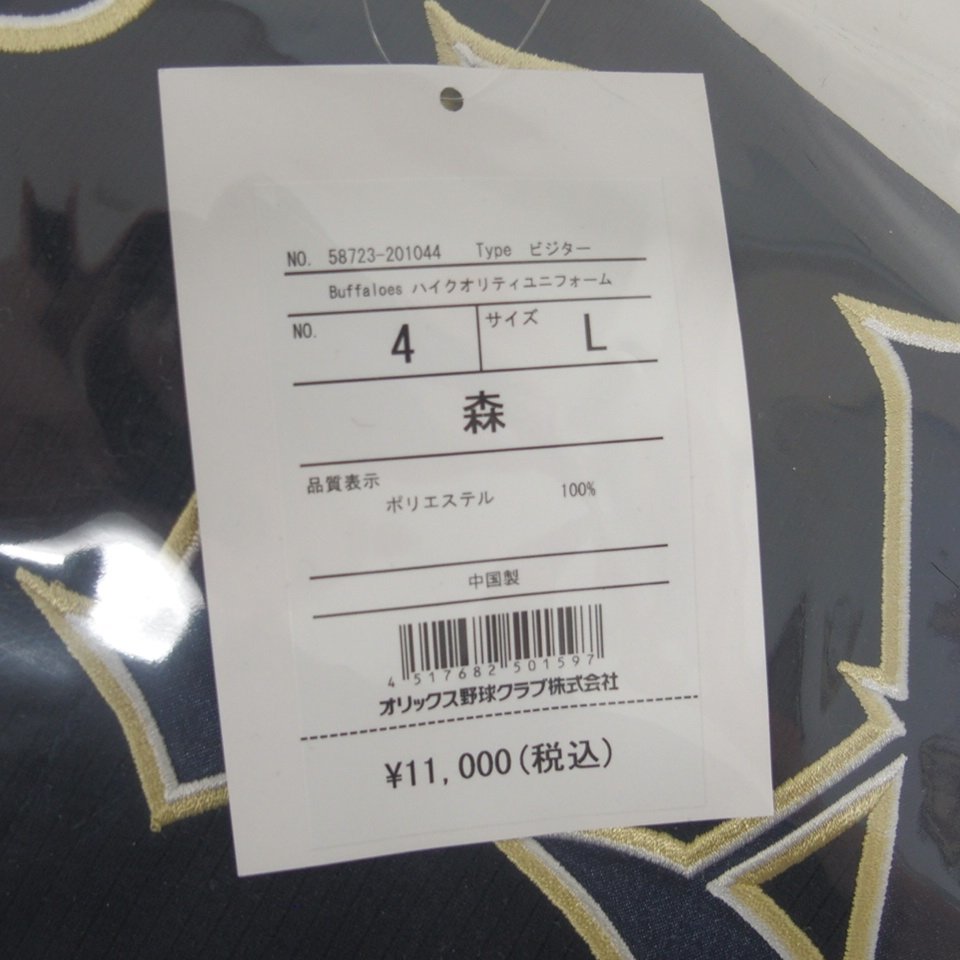 NO. 58723-201044 Type ビジター
Buffaloes ハイクオリティユニフォーム
NO. 4 サイズ L
森
品質表示
ポリエステル 100%
中国製
4 517682 501597
オリックス野球クラブ株式会社
¥11,000(税込)